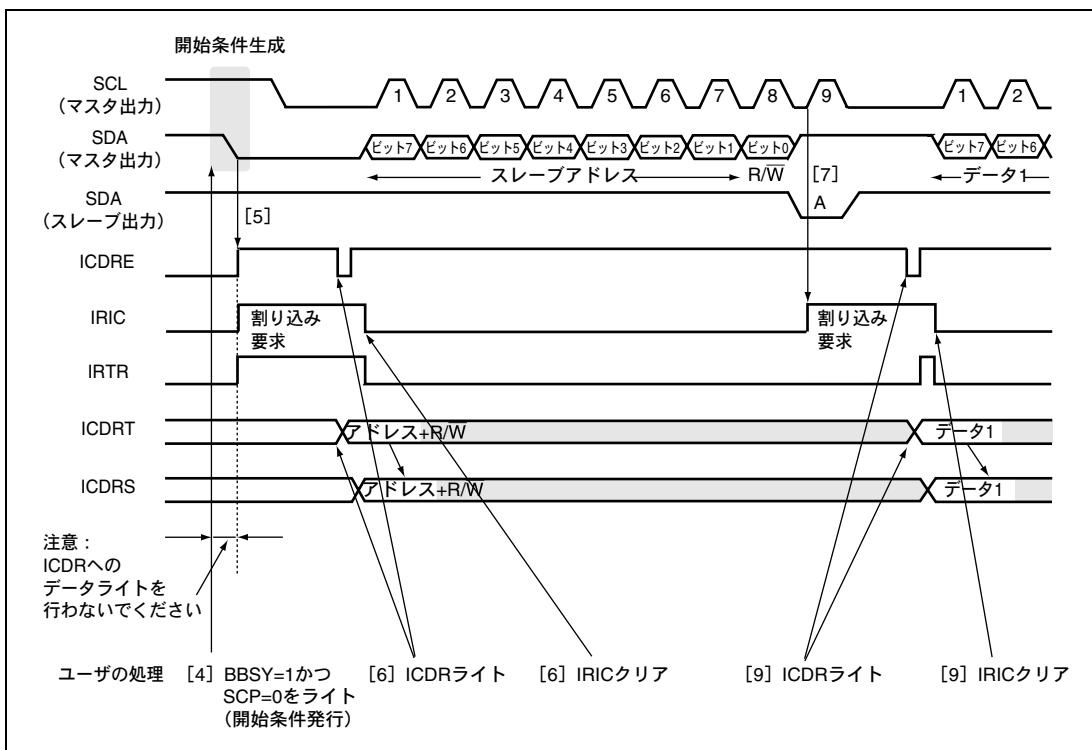 開始条件生成
SCL
（マスタ出力）
1 2 3 4 5 6 7 8 9 1 2
SDA
（マスタ出力）
ビット7 ビット6 ビット5 ビット4 ビット3 ビット2 ビット1 ビット0 ビット7 ビット6
スレーブアドレス R/W [7] データ1
SDA
（スレーブ出力）
[5]
A
ICDRE
IRIC
割り込み
要求
割り込み
要求
IRTR
ICDRT
アドレス+R/W データ1
ICDRS
アドレス+R/W データ1
注意：
ICDRへの
データライトを
行わないでください
ユーザの処理 [4] BBSY=1かつ
SCP=0をライト
（開始条件発行）
[6] ICDRライト [6] IRICクリア [9] ICDRライト [9] IRICクリア